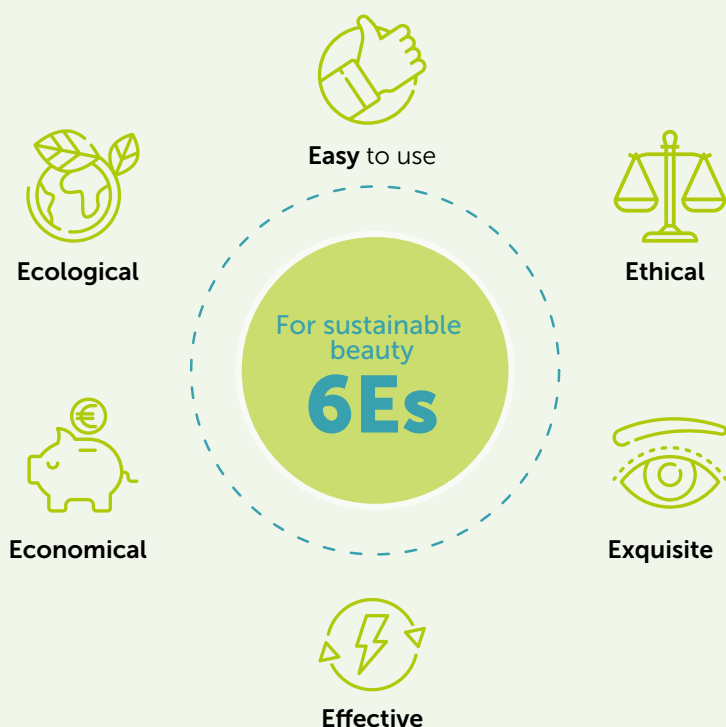 Easy to use
Ecological
Ethical
For sustainable
beauty
6Es
€
Economical
Exquisite
Effective